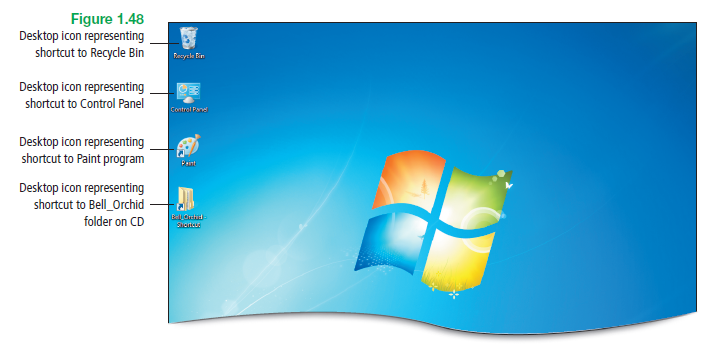 Figure 1.48
Desktop icon representing
shortcut to Recycle Bin
Desktop icon representing
shortcut to Control Panel
Desktop icon representing
shortcut to Paint program
Desktop icon representing
shortcut to Bell_Orchid
folder on CD
Recycle Bin
Control Panel
Paint
Bell_Orchid -
Shortcut